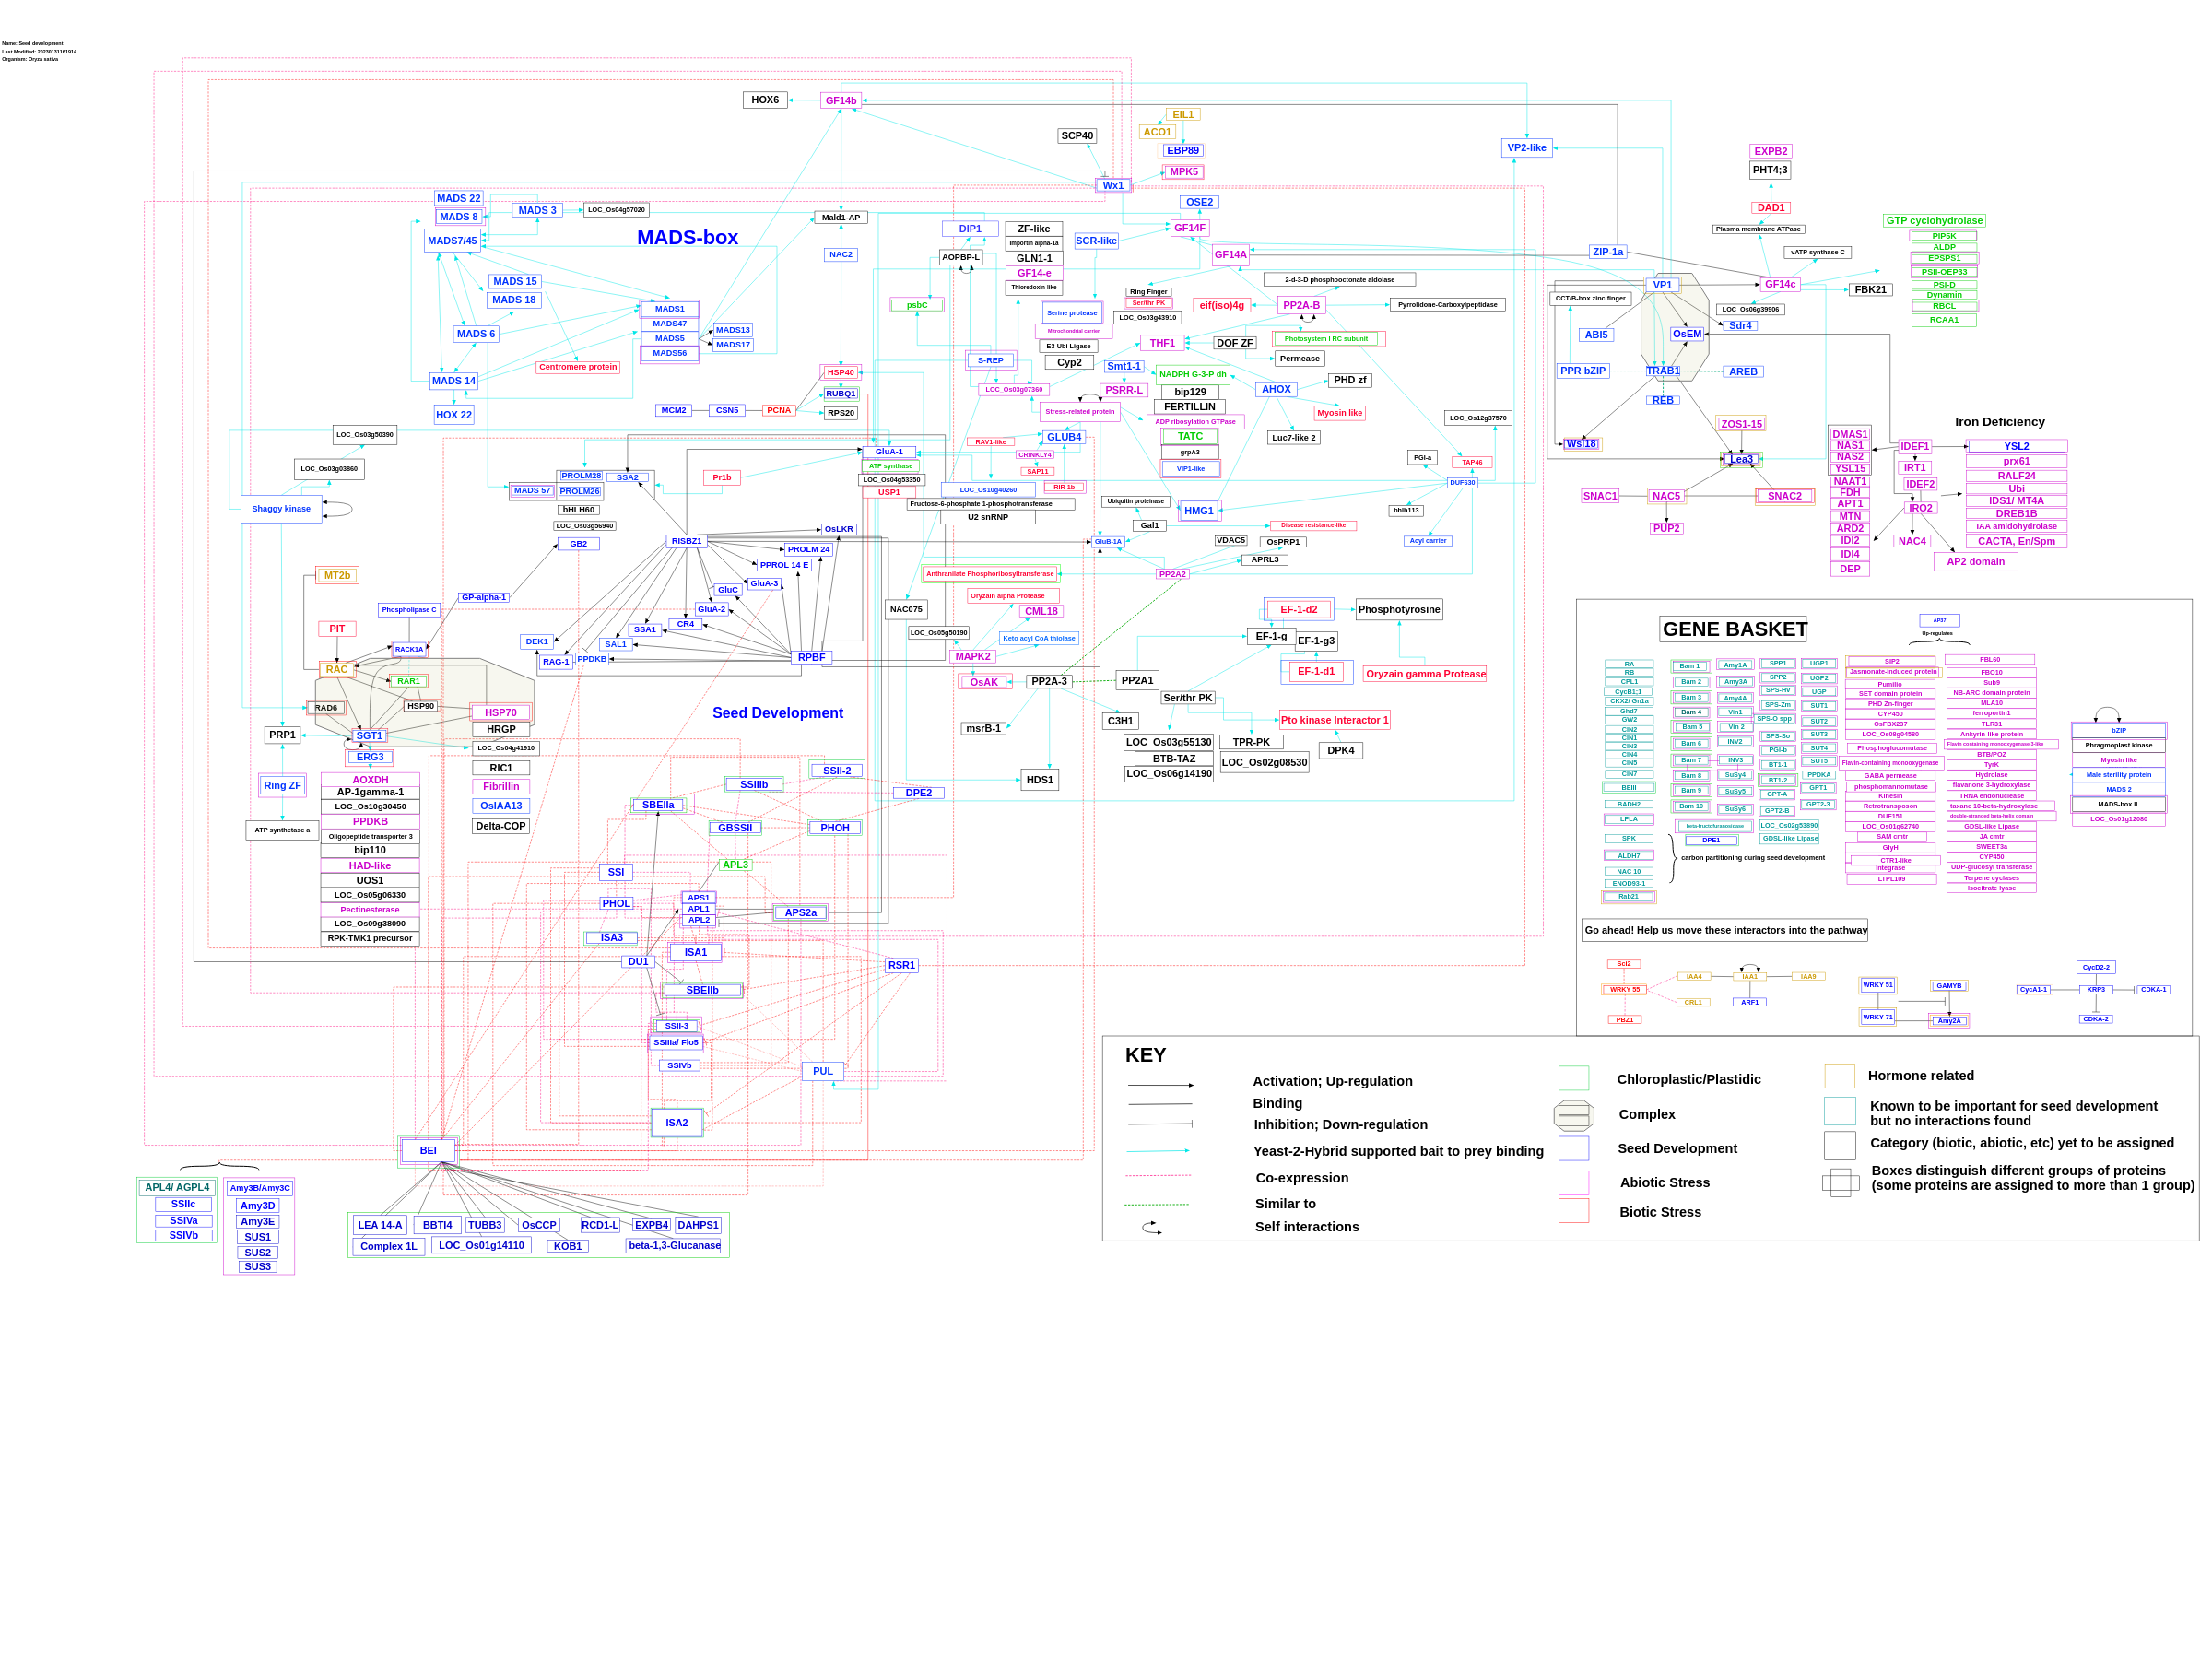 Name: Seed development
Last Modified: 20230131161914
Organism: Oryza sativa
HOX6
GF14b
EIL1
ACO1
SCP40
EBP89
MPK5
Wx1
VP2-like
EXPB2
PHT4;3
DAD1
Plasma membrane ATPase
vATP synthase C
GF14c
FBK21
LOC_Os06g39906
GTP cyclohydrolase
PIP5K
ALDP
EPSPS1
PSII-OEP33
PSI-D
Dynamin
RBCL
RCAA1
MADS 22
MADS 8
MADS 3
LOC_Os04g57020
MADS7/45
MADS-box
MADS 15
MADS 18
MADS 6
MADS1
MADS47
MADS5
MADS56
MADS13
MADS17
Centromere protein
MADS 14
HOX 22
Mald1-AP
NAC2
DIP1
AOPBP-L
psbC
ZF-like
Importin alpha-1a
GLN1-1
GF14-e
Thioredoxin-like
SCR-like
OSE2
GF14F
GF14A
ZIP-1a
Serine protease
Mitrochondrial carrier
E3-Ubi Ligase
Cyp2
Ring Finger
Ser/thr PK
LOC_Os03g43910
eif(iso)4g
2-d-3-D phosphooctonate aldolase
PP2A-B
Pyrrolidone-Carboxylpeptidase
THF1
DOF ZF
Photosystem I RC subunit
Permease
CCT/B-box zinc finger
VP1
ABI5
OsEM
Sdr4
PPR bZIP
TRAB1
AREB
REB
MCM2
CSN5
PCNA
HSP40
RUBQ1
RPS20
S-REP
LOC_Os03g07360
Smt1-1
PSRR-L
NADPH G-3-P dh
bip129
FERTILLIN
ADP ribosylation GTPase
TATC
grpA3
VIP1-like
AHOX
PHD zf
Myosin like
Luc7-like 2
Stress-related protein
RAV1-like
GLUB4
CRINKLY4
SAP11
RIR 1b
LOC_Os12g37570
PGI-a
TAP46
DUF630
bhlh113
Acyl carrier
Wsi18
ZOS1-15
Lea3
SNAC1
NAC5
SNAC2
PUP2
Iron Deficiency
DMAS1
NAS1
NAS2
YSL15
NAAT1
FDH
APT1
MTN
ARD2
IDI2
IDI4
DEP
IDEF1
IRT1
IDEF2
IRO2
NAC4
AP2 domain
YSL2
prx61
RALF24
Ubi
IDS1/ MT4A
DREB1B
IAA amidohydrolase
CACTA, En/Spm
LOC_Os03g50390
LOC_Os03g03860
Shaggy kinase
MADS 57
PROLM28
PROLM26
SSA2
bHLH60
LOC_Os03g56940
GB2
Pr1b
GluA-1
ATP synthase
LOC_Os04g53350
USP1
LOC_Os10g40260
Fructose-6-phosphate 1-phosphotransferase
U2 snRNP
Ubiquitin proteinase
HMG1
Gal1
GluB-1A
Disease resistance-like
VDAC5
OsPRP1
APRL3
PP2A2
OsLKR
RISBZ1
PROLM 24
PPROL 14 E
GluA-3
GluC
GluA-2
CR4
SSA1
SAL1
DEK1
RAG-1
PPDKB
RPBF
Anthranilate Phosphoribosyltransferase
Oryzain alpha Protease
CML18
NAC075
LOC_Os05g50190
Keto acyl CoA thiolase
MAPK2
OsAK
PP2A-3
PP2A1
msrB-1
C3H1
HDS1
EF-1-d2
Phosphotyrosine
EF-1-g
EF-1-g3
EF-1-d1
Oryzain gamma Protease
Ser/thr PK
Pto kinase Interactor 1
DPK4
LOC_Os03g55130
BTB-TAZ
LOC_Os06g14190
TPR-PK
LOC_Os02g08530
MT2b
PIT
Phospholipase C
GP-alpha-1
RACK1A
RAC
RAR1
RAD6
HSP90
HSP70
HRGP
SGT1
LOC_Os04g41910
PRP1
ERG3
Ring ZF
ATP synthetase a
RIC1
Fibrillin
OsIAA13
Delta-COP
AOXDH
AP-1gamma-1
LOC_Os10g30450
PPDKB
Oligopeptide transporter 3
bip110
HAD-like
UOS1
LOC_Os05g06330
Pectinesterase
LOC_Os09g38090
RPK-TMK1 precursor
Seed Development
SSII-2
SSIIIb
DPE2
SBEIIa
GBSSII
PHOH
APL3
SSI
PHOL
APS1
APL1
APL2
APS2a
ISA3
ISA1
DU1
RSR1
SBEIIb
SSII-3
SSIIIa/ Flo5
SSIVb
PUL
ISA2
BEI
APL4/ AGPL4
SSIIc
SSIVa
SSIVb
Amy3B/Amy3C
Amy3D
Amy3E
SUS1
SUS2
SUS3
LEA 14-A
BBTI4
TUBB3
OsCCP
RCD1-L
EXPB4
DAHPS1
Complex 1L
LOC_Os01g14110
KOB1
beta-1,3-Glucanase
GENE BASKET
AP37
Up-regulates
RA
RB
CPL1
CycB1;1
CKX2/ Gn1a
Ghd7
GW2
CIN2
CIN1
CIN3
CIN4
CIN5
CIN7
BEIII
BADH2
LPLA
SPK
ALDH7
NAC 10
ENOD93-1
Rab21
Bam 1
Bam 2
Bam 3
Bam 4
Bam 5
Bam 6
Bam 7
Bam 8
Bam 9
Bam 10
beta-fructofuranosidase
DPE1
carbon partitioning during seed development
Amy1A
Amy3A
Amy4A
Vin1
Vin 2
INV2
INV3
SuSy4
SuSy5
SuSy6
SPP1
SPP2
SPS-Hv
SPS-Zm
SPS-O spp
SPS-So
PGI-b
BT1-1
BT1-2
GPT-A
GPT2-B
LOC_Os02g53890
GDSL-like Lipase
UGP1
UGP2
UGP
SUT1
SUT2
SUT3
SUT4
SUT5
PPDKA
GPT1
GPT2-3
SIP2
Jasmonate-induced protein
Pumilio
SET domain protein
PHD Zn-finger
CYP450
OsFBX257
LOC_Os08g04580
Phosphoglucomutase
Flavin-containing monoxygenase
GABA permease
phosphomannomutase
Kinesin
Retrotransposon
DUF151
LOC_Os01g62740
SAM cmtr
GlyH
CTR1-like
Integrase
LTPL109
FBL60
FBO10
Sub9
NB-ARC domain protein
MLA10
ferroportin1
TLR31
Ankyrin-like protein
Flavin containing monooxygenase 3-like
BTB/POZ
TyrK
Hydrolase
flavanone 3-hydroxylase
TRNA endonuclease
taxane 10-beta-hydroxylase
double-stranded beta-helix domain
GDSL-like Lipase
JA cmtr
SWEET3a
CYP450
UDP-glucosyl transferase
Terpene cyclases
Isocitrate lyase
bZIP
Phragmoplast kinase
Myosin like
Male sterility protein
MADS 2
MADS-box IL
LOC_Os01g12080
Go ahead! Help us move these interactors into the pathway
Sci2
WRKY 55
PBZ1
IAA4
IAA1
IAA9
CRL1
ARF1
WRKY 51
WRKY 71
GAMYB
Amy2A
CycD2-2
CycA1-1
KRP3
CDKA-1
CDKA-2
KEY
Activation; Up-regulation
Binding
Inhibition; Down-regulation
Yeast-2-Hybrid supported bait to prey binding
Co-expression
Similar to
Self interactions
Chloroplastic/Plastidic
Complex
Seed Development
Abiotic Stress
Biotic Stress
Hormone related
Known to be important for seed development
but no interactions found
Category (biotic, abiotic, etc) yet to be assigned
Boxes distinguish different groups of proteins
(some proteins are assigned to more than 1 group)